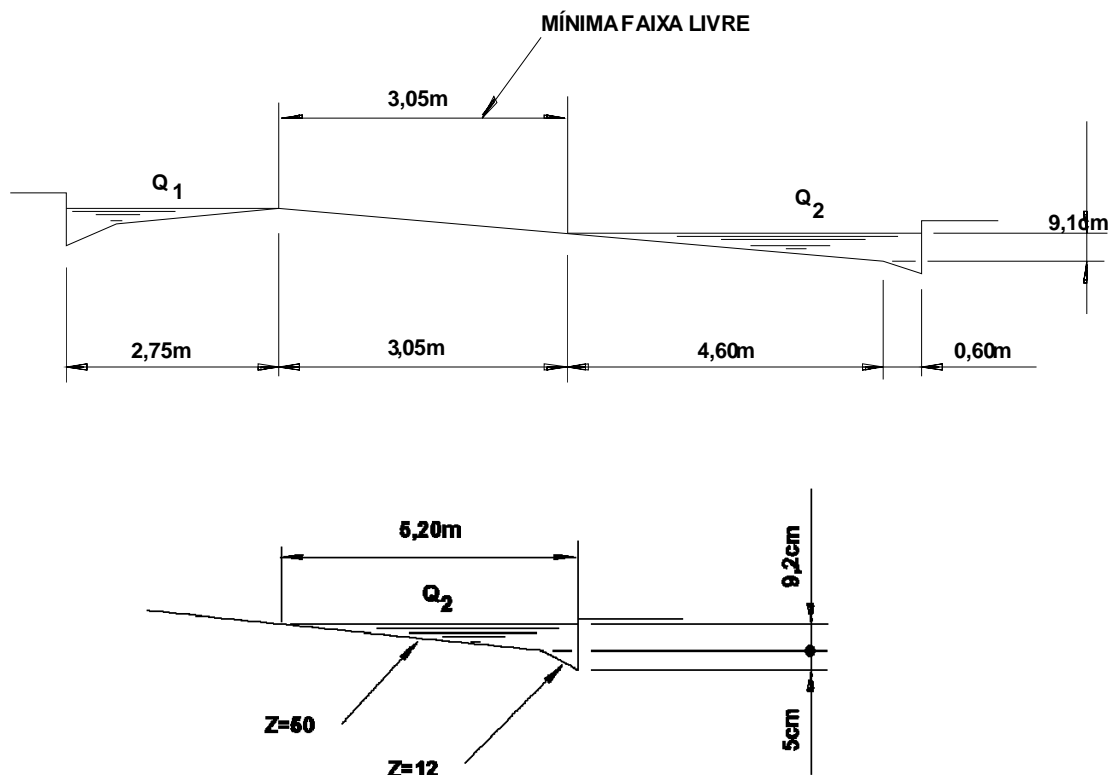 MÍNIMA FAIXA LIVRE
3,05m
Q1
Q2
9,1cm
2,75m
3,05m
4,60m
0,60m
5,20m
9,2cm
Q2
5cm
Z=50
Z=12